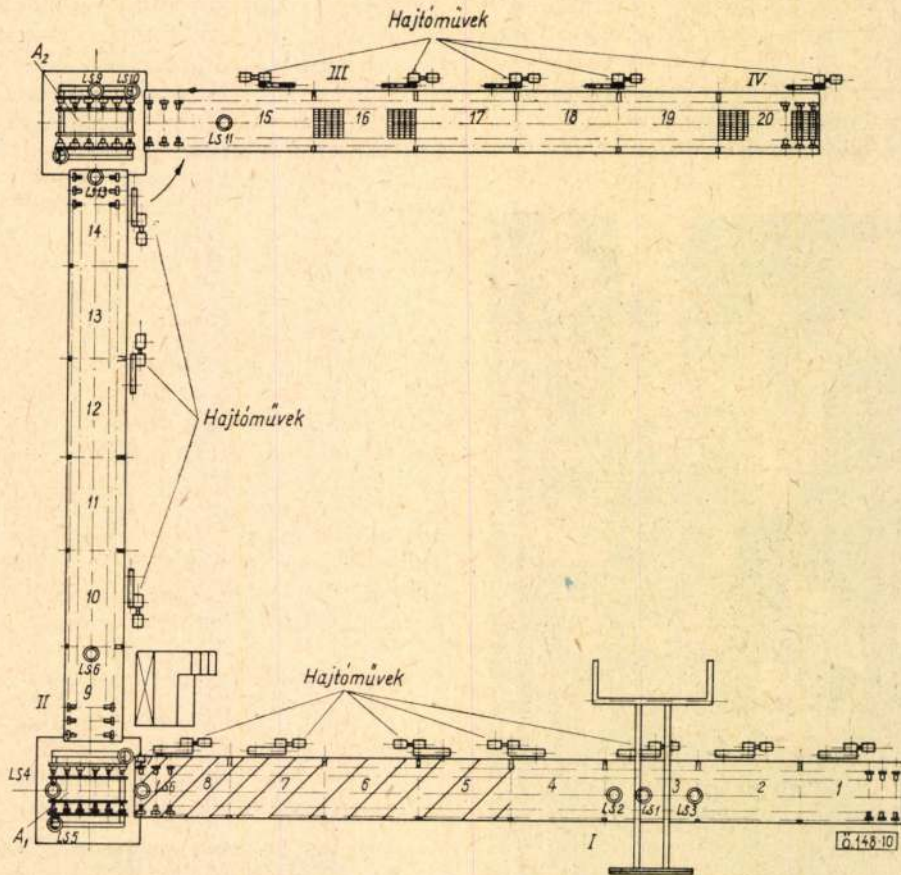 Hajtóművek
A₂
LS9
LS10
III
IV
LS11
15
16
17
18
19
20
LS13
14
13
12
11
10
Hajtóművek
LS6
9
II
Hajtóművek
LS4
LS6
8
7
6
5
4
LS2
LS1
3
LS3
2
1
A₁
LS5
I
Ö.148-10